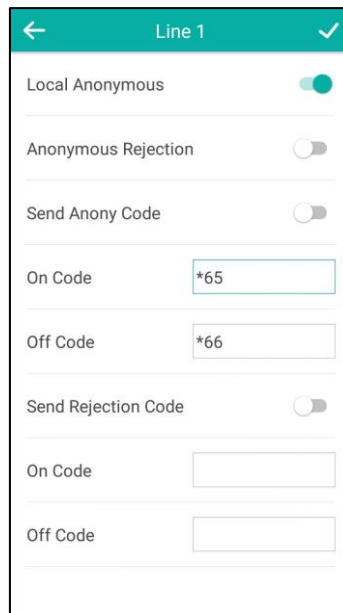 Line 1
Local Anonymous
Anonymous Rejection
Send Anony Code
On Code *65
Off Code *66
Send Rejection Code
On Code
Off Code